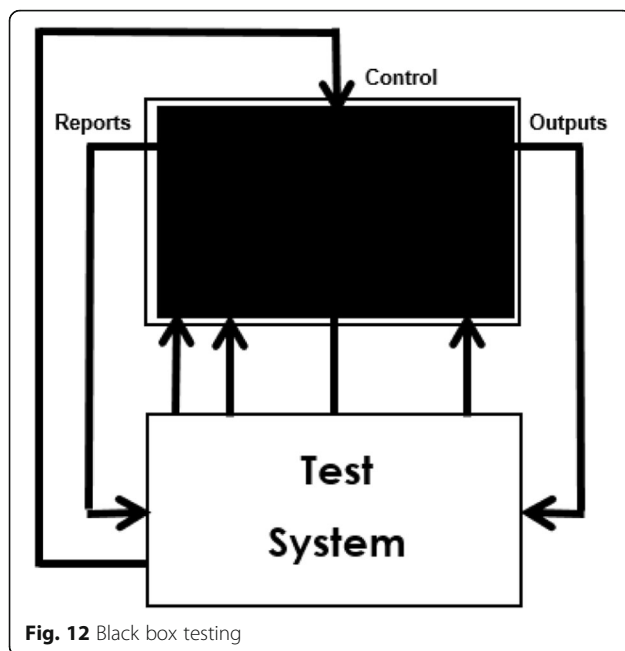 Control
Reports
Outputs
Test
System
Fig. 12 Black box testing